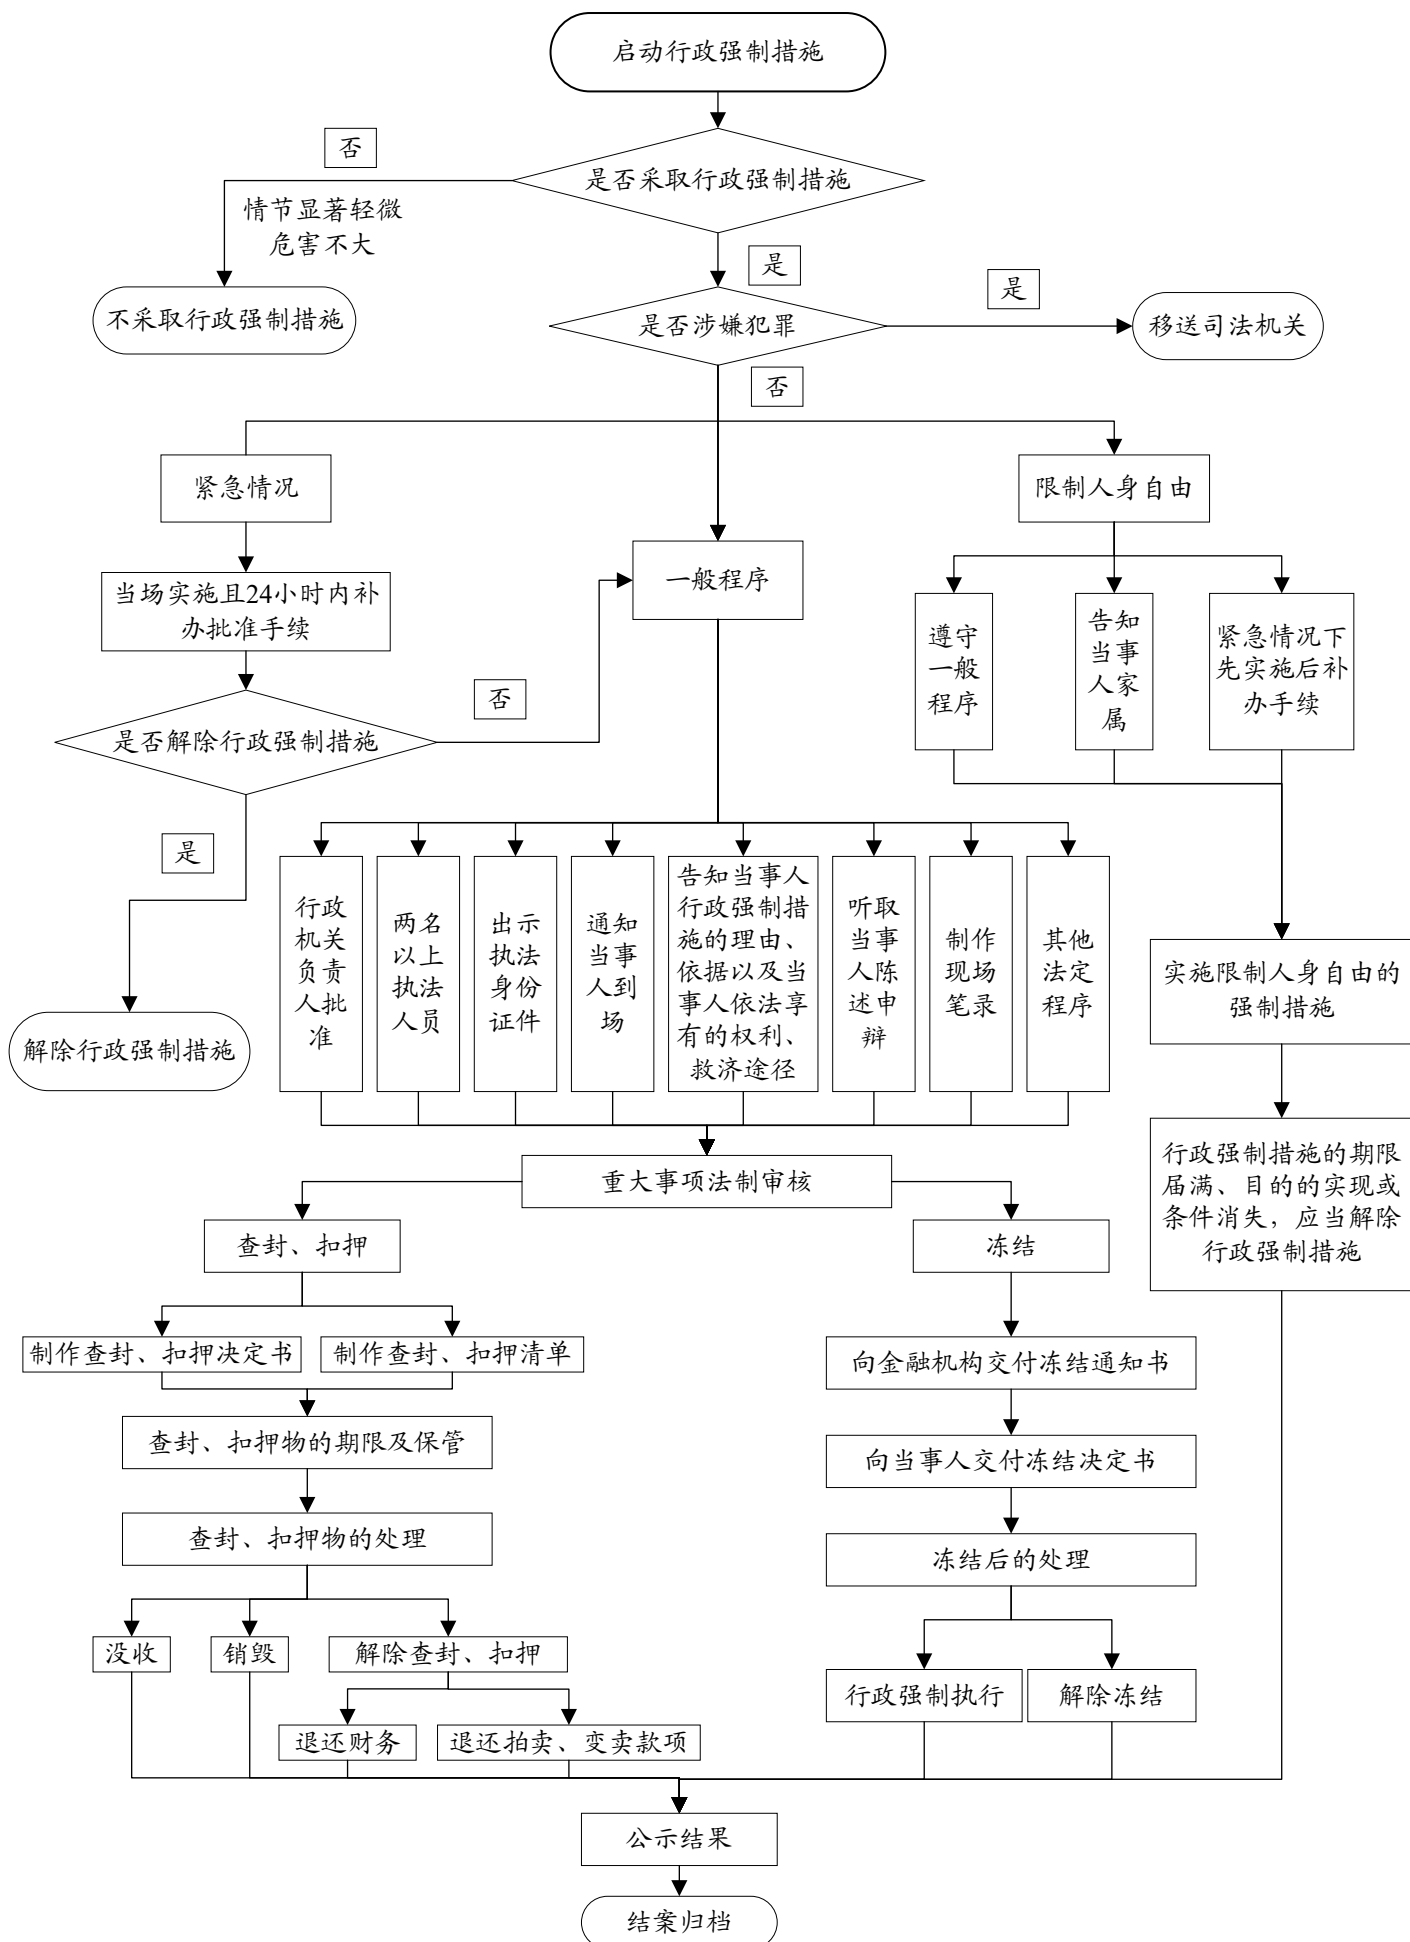 启动行政强制措施
否
是否采取行政强制措施
情节显著轻微
危害不大
是
是
不采取行政强制措施
是否涉嫌犯罪
移送司法机关
否
紧急情况
限制人身自由
一般程序
当场实施且24小时内补
办批准手续
遵守
一般
程序
告知
当事
人家
属
紧急情况下
先实施后补
办手续
否
是否解除行政强制措施
是
行政
机关
负责
人批
准
两名
以上
执法
人员
出示
执法
身份
证件
通知
当事
人到
场
告知当事人
行政强制措
施的理由、
依据以及当
事人依法享
有的权利、
救济途径
听取
当事
人陈
述申
辩
制作
现场
笔录
其他
法定
程序
实施限制人身自由的
强制措施
解除行政强制措施
重大事项法制审核
行政强制措施的期限
届满、目的的实现或
条件消失，应当解除
行政强制措施
查封、扣押
冻结
制作查封、扣押决定书
制作查封、扣押清单
向金融机构交付冻结通知书
查封、扣押物的期限及保管
向当事人交付冻结决定书
查封、扣押物的处理
冻结后的处理
没收
销毁
解除查封、扣押
行政强制执行
解除冻结
退还财务
退还拍卖、变卖款项
公示结果
结案归档